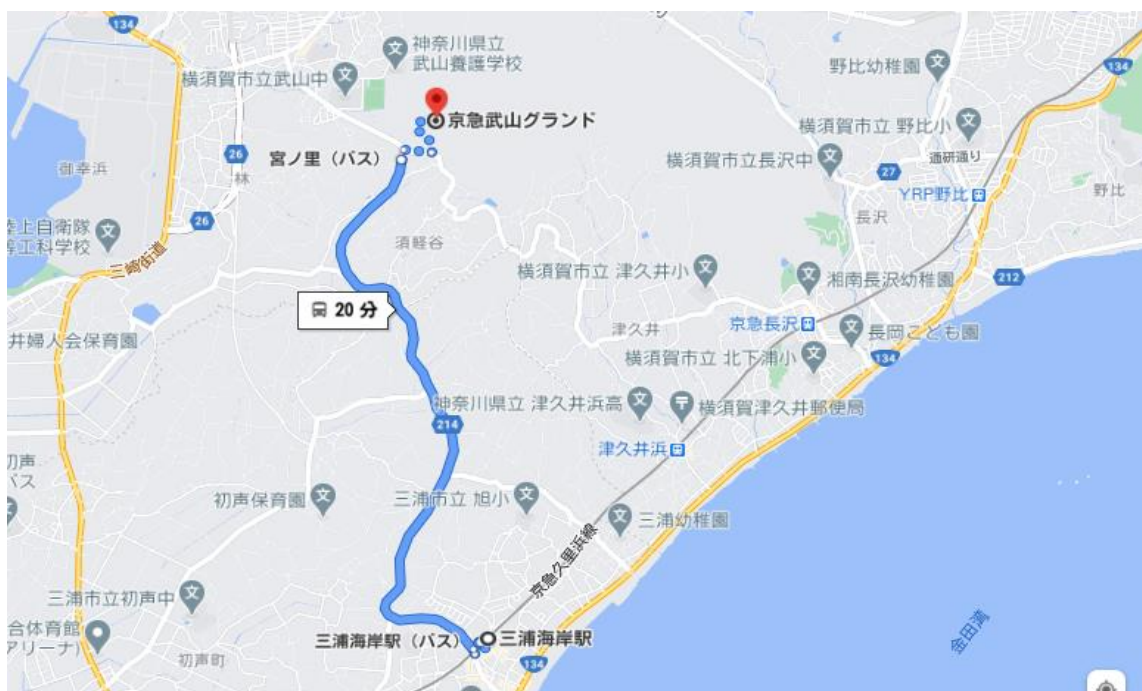 134
神奈川県立
武山養護学校
横須賀市立武山中
野比幼稚園
134
京急武山グランド
横須賀市立 野比小
宮ノ里（バス）
26
林
横須賀市立長沢中
通研通り
27
御幸浜
YRP野比
野比
長沢
26
陸上自衛隊
高等工科学校
三崎街道
須軽谷
横須賀市立 津久井小
湘南長沢幼稚園
212
20 分
津久井
京急長沢
長岡こども園
井婦人会保育園
横須賀市立 北下浦小
134
神奈川県立 津久井浜高
横須賀津久井郵便局
214
津久井浜
初声
バス
初声保育園
三浦市立 旭小
三浦幼稚園
京急久里浜線
三浦市立初声中
合体育館
アリーナ)
初声町
三浦海岸駅（バス）
三浦海岸駅
134
金田湾